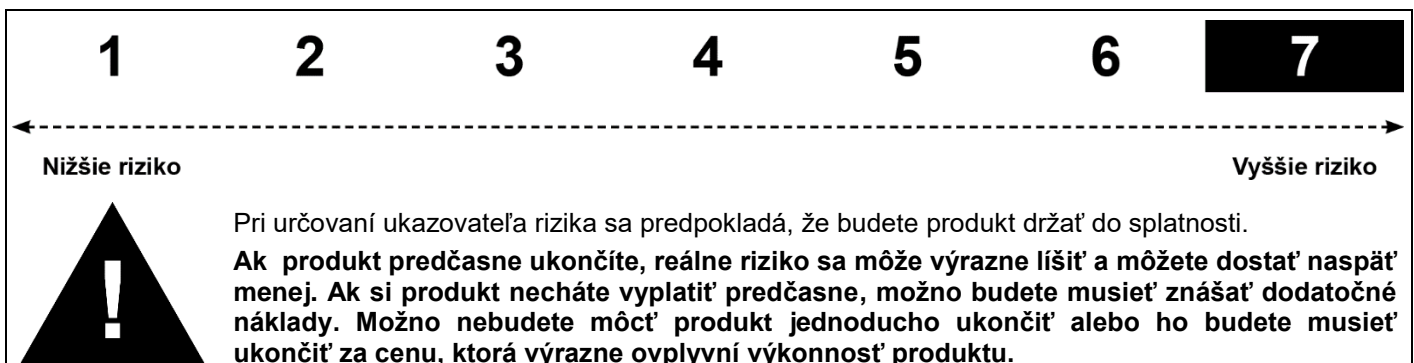 1 2 3 4 5 6 7
Nižšie riziko Vyššie riziko
Pri určovaní ukazovateľa rizika sa predpokladá, že budete produkt držať do splatnosti.
Ak produkt predčasne ukončíte, reálne riziko sa môže výrazne líšiť a môžete dostať naspäť
menej. Ak si produkt necháte vyplatiť predčasne, možno budete musieť znášať dodatočné
náklady. Možno nebudete môcť produkt jednoducho ukončiť alebo ho budete musieť
ukončiť za cenu, ktorá výrazne ovplyvní výkonnosť produktu.
!